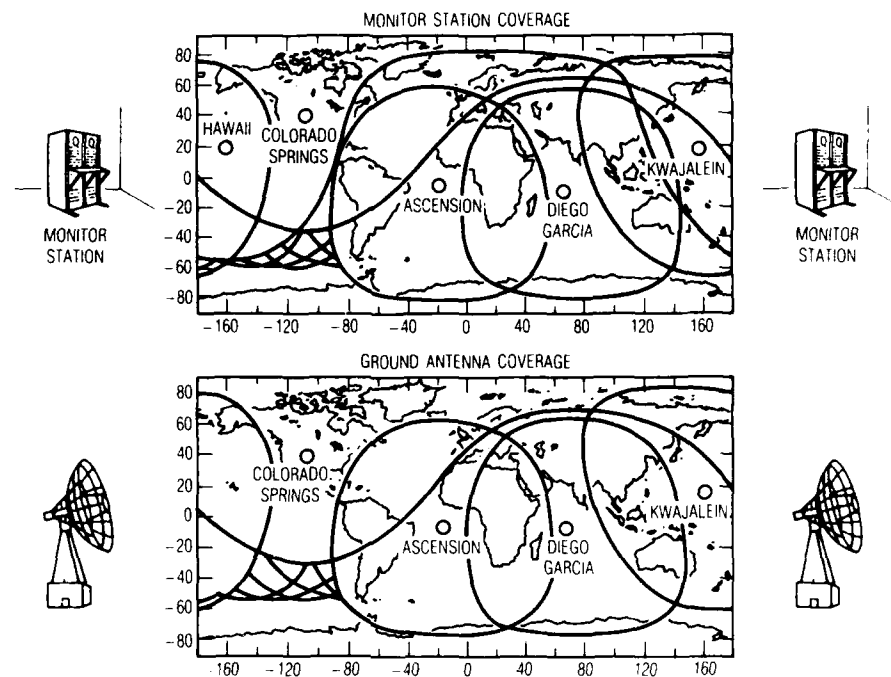 MONITOR STATION COVERAGE
80
60
40
20
0
-20
-40
-60
-80
HAWAII
COLORADO
SPRINGS
KWAJALEIN
ASCENSION
DIEGO
GARCIA
MONITOR
STATION
MONITOR
STATION
-160 -120 -80 -40 0 40 80 120 160
GROUND ANTENNA COVERAGE
80
60
40
20
0
-20
-40
-60
-80
COLORADO
SPRINGS
KWAJALEIN
ASCENSION
DIEGO
GARCIA
-160 -120 -80 -40 0 40 80 120 160